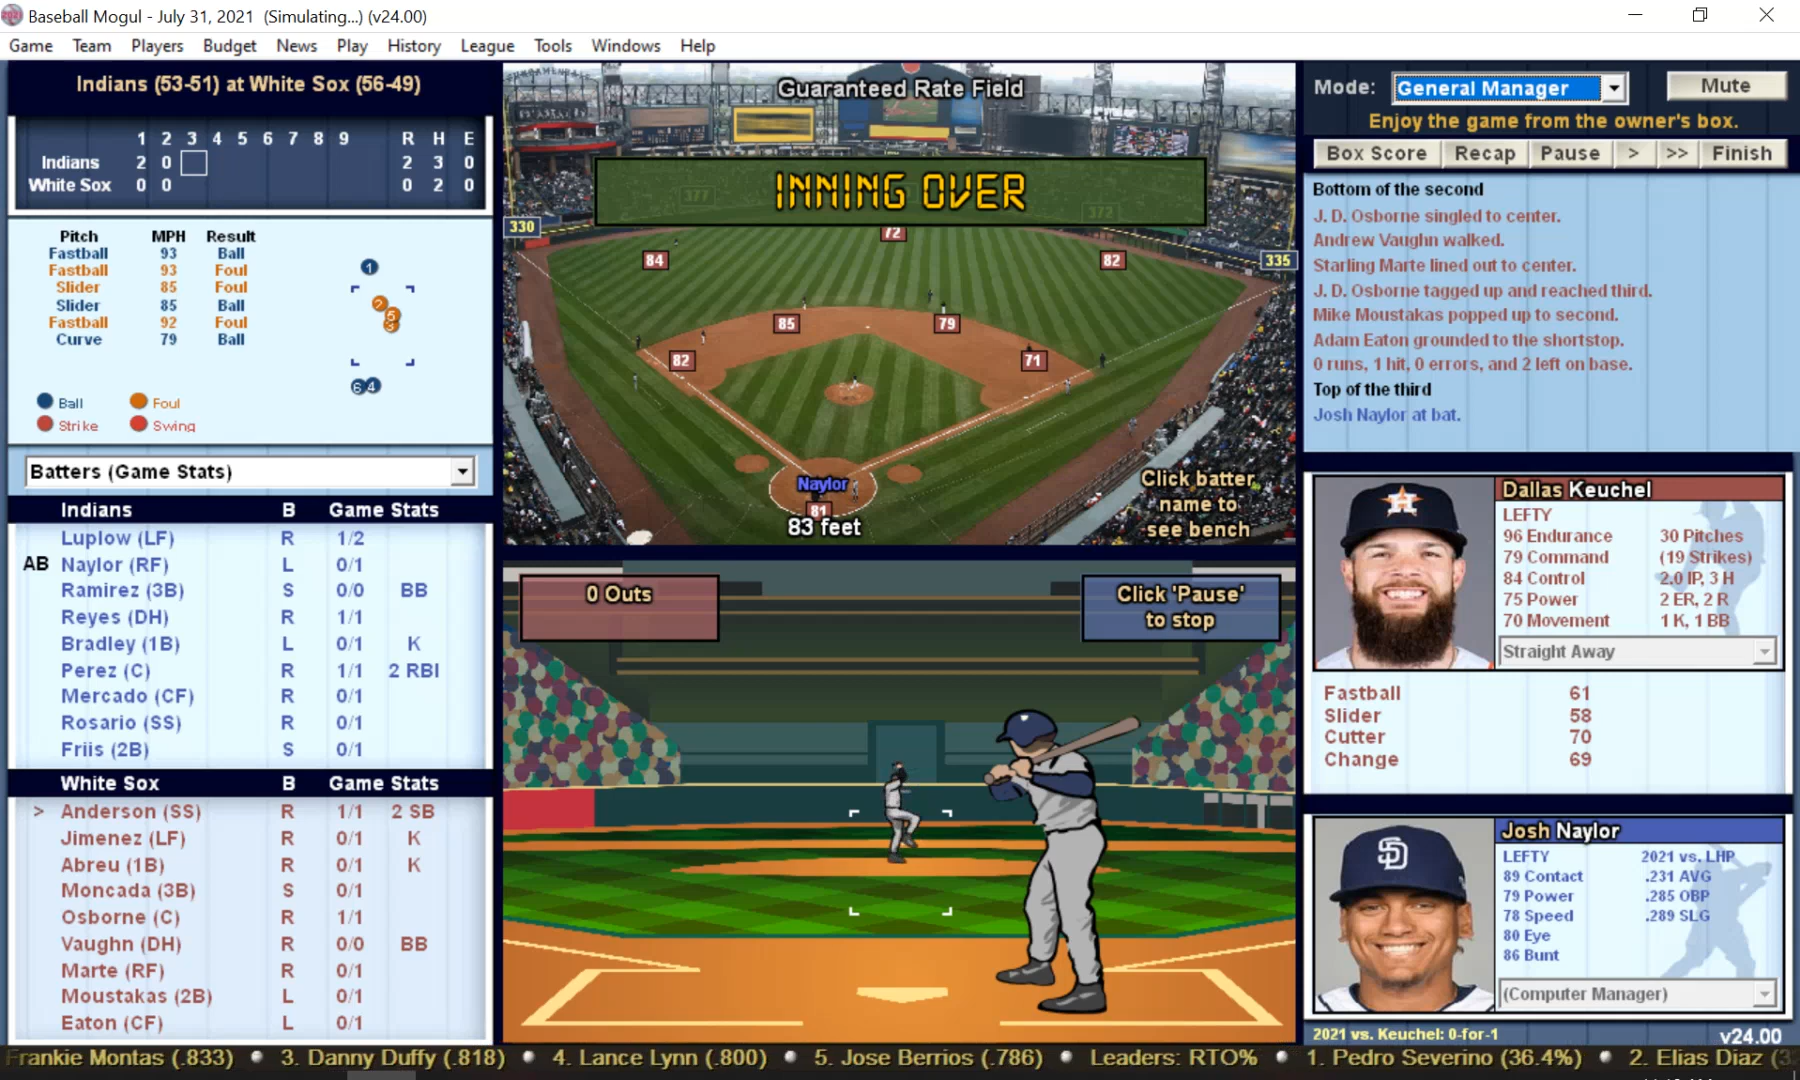 Baseball Mogul - July 31, 2021 (Simulating...) (v24.00)
Game Team Players Budget News Play History League Tools Windows Help
Indians (53-51) at White Sox (56-49)
1 2 3 4 5 6 7 8 9 R H E
Indians 2 0 2 3 0
White Sox 0 0 0 2 0
Pitch MPH Result
Fastball 93 Ball
Fastball 93 Foul
Slider 85 Foul
Slider 85 Ball
Fastball 92 Foul
Curve 79 Ball
1
2
5
3
6 4
Ball Foul
Strike Swing
Batters (Game Stats)
Indians B Game Stats
Luplow (LF) R 1/2
AB Naylor (RF) L 0/1
Ramirez (3B) S 0/0 BB
Reyes (DH) R 1/1
Bradley (1B) L 0/1 K
Perez (C) R 1/1 2 RBI
Mercado (CF) R 0/1
Rosario (SS) R 0/1
Friis (2B) S 0/1
White Sox B Game Stats
> Anderson (SS) R 1/1 2 SB
Jimenez (LF) R 0/1 K
Abreu (1B) R 0/1 K
Moncada (3B) S 0/1
Osborne (C) R 1/1
Vaughn (DH) R 0/0 BB
Marte (RF) R 0/1
Moustakas (2B) L 0/1
Eaton (CF) L 0/1
Guaranteed Rate Field
INNING OVER
377 372
330
72
84 82 335
85 79
82 71
Naylor
81
83 feet
Click batter
name to
see bench
0 Outs
Click 'Pause'
to stop
Mode: General Manager Mute
Enjoy the game from the owner's box.
Box Score Recap Pause > >> Finish
Bottom of the second
J. D. Osborne singled to center.
Andrew Vaughn walked.
Starling Marte lined out to center.
J. D. Osborne tagged up and reached third.
Mike Moustakas popped up to second.
Adam Eaton grounded to the shortstop.
0 runs, 1 hit, 0 errors, and 2 left on base.
Top of the third
Josh Naylor at bat.
Dallas Keuchel
LEFTY
96 Endurance 30 Pitches
79 Command (19 Strikes)
84 Control 2.0 IP, 3 H
75 Power 2 ER, 2 R
70 Movement 1 K, 1 BB
Straight Away
Fastball 61
Slider 58
Cutter 70
Change 69
Josh Naylor
LEFTY 2021 vs. LHP
89 Contact .231 AVG
79 Power .285 OBP
78 Speed .289 SLG
80 Eye
86 Bunt
(Computer Manager)
2021 vs. Keuchel: 0-for-1 v24.00
Frankie Montas (.833) 3. Danny Duffy (.818) 4. Lance Lynn (.800) 5. Jose Berrios (.786) Leaders: RTO% 1. Pedro Severino (36.4%) 2. Elias Diaz (3